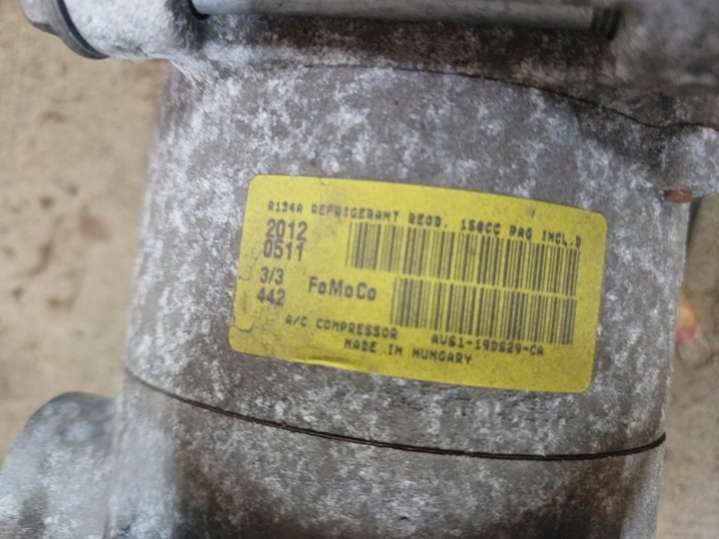 R134A REFRIGERANT REQD. 150CC PAG INCL.D
2012
0511
3/3
442
FoMoCo
A/C COMPRESSOR AV61-19D629-CA
MADE IN HUNGARY